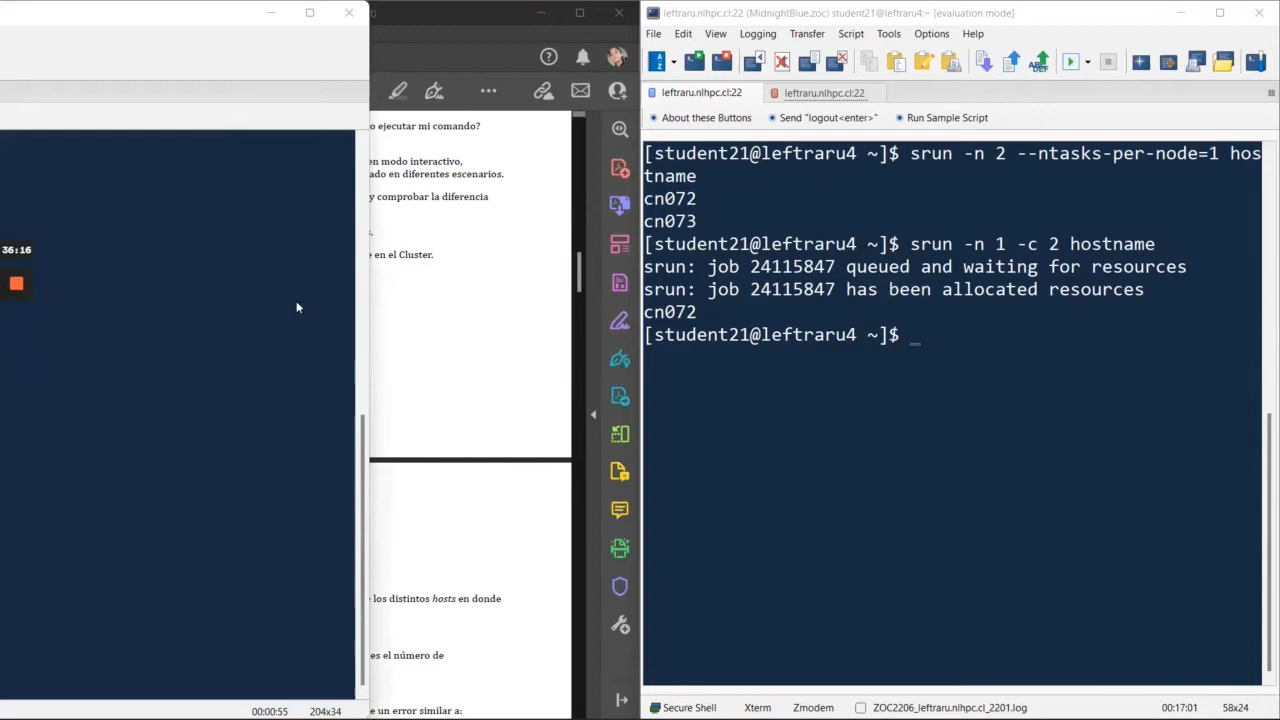 36:16
00:00:55 204x34
o ejecutar mi comando?
en modo interactivo,
ado en diferentes escenarios.
y comprobar la diferencia
s.
e en el Cluster.
e los distintos hosts en donde
es el número de
e un error similar a:
leftraru.nlhpc.cl:22 (MidnightBlue.zoc) student21@leftraru4:~ [evaluation mode]
File Edit View Logging Transfer Script Tools Options Help
leftraru.nlhpc.cl:22 leftraru.nlhpc.cl:22
About these Buttons Send "logout<enter>" Run Sample Script
[student21@leftraru4 ~]$ srun -n 2 --ntasks-per-node=1 hos
tname
cn072
cn073
[student21@leftraru4 ~]$ srun -n 1 -c 2 hostname
srun: job 24115847 queued and waiting for resources
srun: job 24115847 has been allocated resources
cn072
[student21@leftraru4 ~]$ _
Secure Shell Xterm Zmodem ZOC2206_leftraru.nlhpc.cl_2201.log 00:17:01 58x24